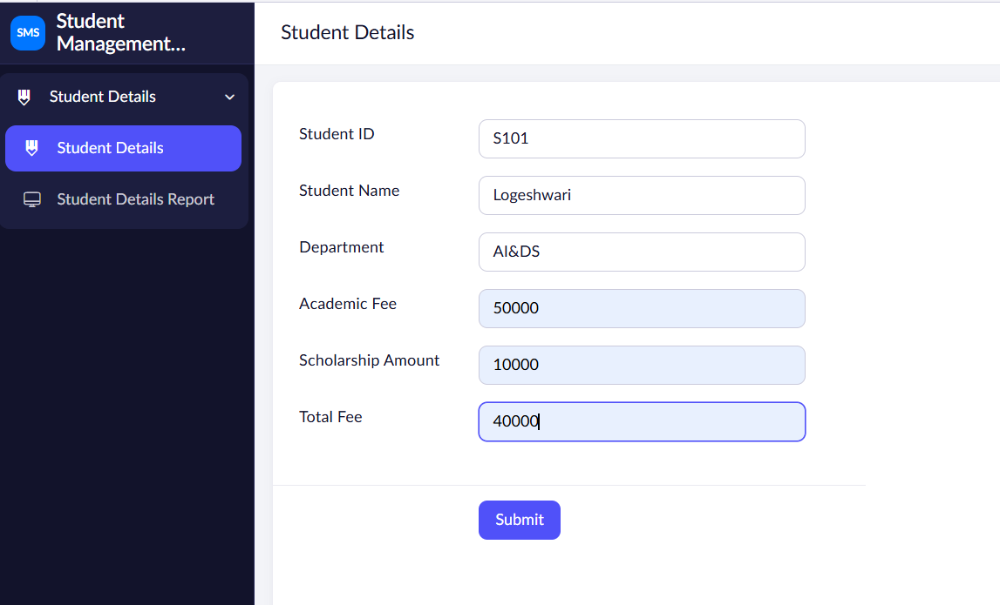 SMS
Student
Management...
Student Details
Student Details
Student Details Report
Student Details
Student ID
S101
Student Name
Logeshwari
Department
AI&DS
Academic Fee
50000
Scholarship Amount
10000
Total Fee
40000
Submit